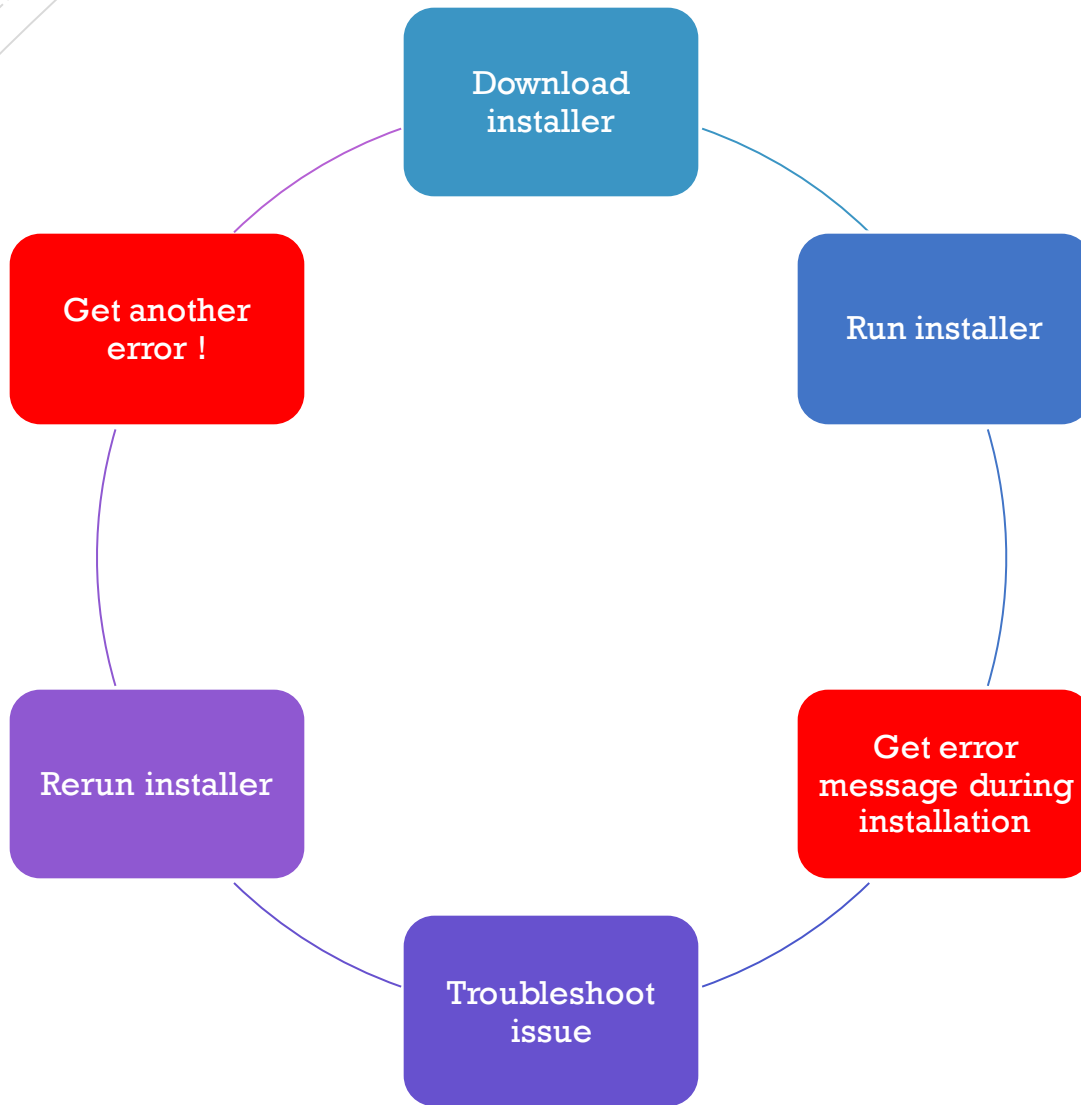 Download
installer
Run installer
Get error
message during
installation
Troubleshoot
issue
Rerun installer
Get another
error !